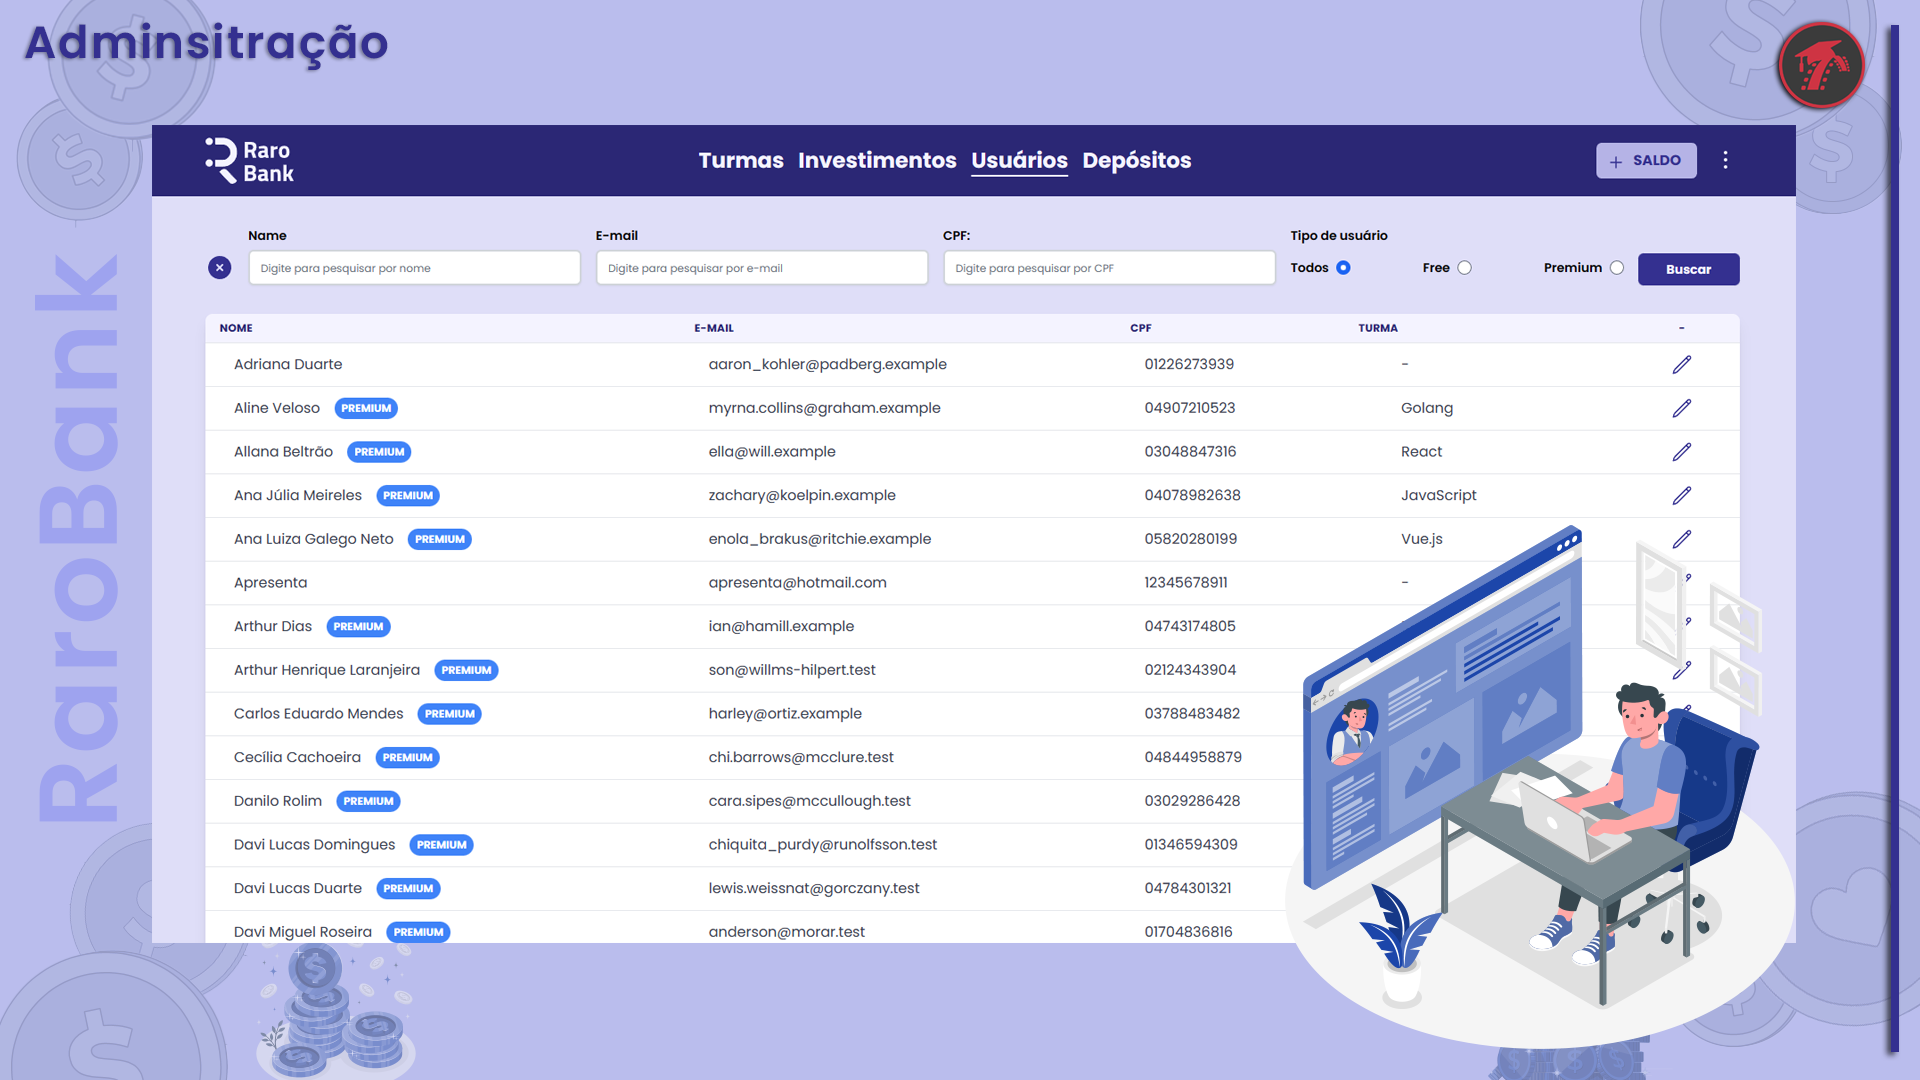 Adminsitração
RaroBank
Raro
Bank
Turmas Investimentos Usuários Depósitos
+ SALDO
Name E-mail CPF: Tipo de usuário
Digite para pesquisar por nome Digite para pesquisar por e-mail Digite para pesquisar por CPF Todos Free Premium Buscar
NOME E-MAIL CPF TURMA -
Adriana Duarte aaron_kohler@padberg.example 01226273939 -
Aline Veloso PREMIUM myrna.collins@graham.example 04907210523 Golang
Allana Beltrão PREMIUM ella@will.example 03048847316 React
Ana Júlia Meireles PREMIUM zachary@koelpin.example 04078982638 JavaScript
Ana Luiza Galego Neto PREMIUM enola_brakus@ritchie.example 05820280199 Vue.js
Apresenta apresenta@hotmail.com 12345678911 -
Arthur Dias PREMIUM ian@hamill.example 04743174805
Arthur Henrique Laranjeira PREMIUM son@willms-hilpert.test 02124343904
Carlos Eduardo Mendes PREMIUM harley@ortiz.example 03788483482
Cecília Cachoeira PREMIUM chi.barrows@mcclure.test 04844958879
Danilo Rolim PREMIUM cara.sipes@mccullough.test 03029286428
Davi Lucas Domingues PREMIUM chiquita_purdy@runolfsson.test 01346594309
Davi Lucas Duarte PREMIUM lewis.weissnat@gorczany.test 04784301321
Davi Miguel Roseira PREMIUM anderson@morar.test 01704836816